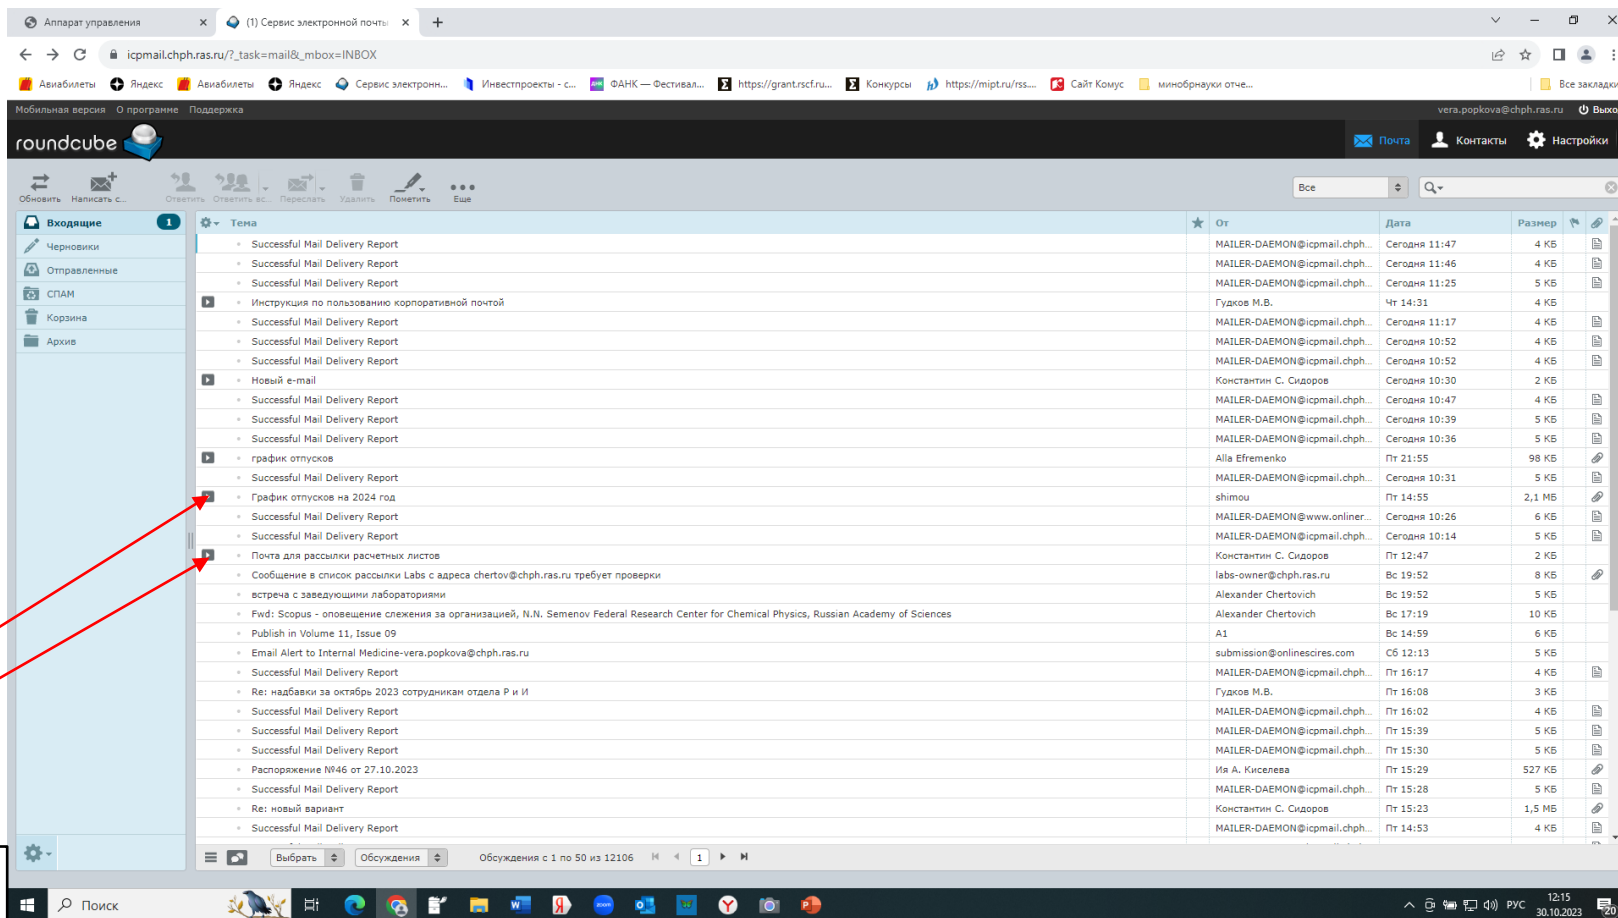 Аппарат управления
(1) Сервис электронной почты
icpmail.chph.ras.ru/?_task=mail&_mbox=INBOX
Авиабилеты Яндекс Авиабилеты Яндекс Сервис электронн... Инвестпроекты - с... ФАНК — Фестивал... https://grant.rscf.ru... Конкурсы https://mipt.ru/rss.... Сайт Комус минобрнауки отче... Все закладки
Мобильная версия О программе Поддержка vera.popkova@chph.ras.ru Выхо
roundcube Почта Контакты Настройки
Обновить Написать с... Ответить Ответить вс... Переслать Удалить Пометить Еще Все
Входящие 1
Черновики
Отправленные
СПАМ
Корзина
Архив
Тема От Дата Размер
Successful Mail Delivery Report MAILER-DAEMON@icpmail.chph... Сегодня 11:47 4 КБ
Successful Mail Delivery Report MAILER-DAEMON@icpmail.chph... Сегодня 11:46 4 КБ
Successful Mail Delivery Report MAILER-DAEMON@icpmail.chph... Сегодня 11:25 5 КБ
Инструкция по пользованию корпоративной почтой Гудков М.В. Чт 14:31 4 КБ
Successful Mail Delivery Report MAILER-DAEMON@icpmail.chph... Сегодня 11:17 4 КБ
Successful Mail Delivery Report MAILER-DAEMON@icpmail.chph... Сегодня 10:52 4 КБ
Successful Mail Delivery Report MAILER-DAEMON@icpmail.chph... Сегодня 10:52 4 КБ
Новый e-mail Константин С. Сидоров Сегодня 10:30 2 КБ
Successful Mail Delivery Report MAILER-DAEMON@icpmail.chph... Сегодня 10:47 4 КБ
Successful Mail Delivery Report MAILER-DAEMON@icpmail.chph... Сегодня 10:39 5 КБ
Successful Mail Delivery Report MAILER-DAEMON@icpmail.chph... Сегодня 10:36 5 КБ
график отпусков Alla Efremenko Пт 21:55 98 КБ
Successful Mail Delivery Report MAILER-DAEMON@icpmail.chph... Сегодня 10:31 5 КБ
График отпусков на 2024 год shimou Пт 14:55 2,1 МБ
Successful Mail Delivery Report MAILER-DAEMON@www.onliner... Сегодня 10:26 6 КБ
Successful Mail Delivery Report MAILER-DAEMON@icpmail.chph... Сегодня 10:14 5 КБ
Почта для рассылки расчетных листов Константин С. Сидоров Пт 12:47 2 КБ
Сообщение в список рассылки Labs с адреса chertov@chph.ras.ru требует проверки labs-owner@chph.ras.ru Вс 19:52 8 КБ
встреча с заведующими лабораториями Alexander Chertovich Вс 19:52 5 КБ
Fwd: Scopus - оповещение слежения за организацией, N.N. Semenov Federal Research Center for Chemical Physics, Russian Academy of Sciences Alexander Chertovich Вс 17:19 10 КБ
Publish in Volume 11, Issue 09 A1 Вс 14:59 6 КБ
Email Alert to Internal Medicine-vera.popkova@chph.ras.ru submission@onlinescires.com Сб 12:13 5 КБ
Successful Mail Delivery Report MAILER-DAEMON@icpmail.chph... Пт 16:17 4 КБ
Re: надбавки за октябрь 2023 сотрудникам отдела Р и И Гудков М.В. Пт 16:08 3 КБ
Successful Mail Delivery Report MAILER-DAEMON@icpmail.chph... Пт 16:02 4 КБ
Successful Mail Delivery Report MAILER-DAEMON@icpmail.chph... Пт 15:39 5 КБ
Successful Mail Delivery Report MAILER-DAEMON@icpmail.chph... Пт 15:30 5 КБ
Распоряжение №46 от 27.10.2023 Ия А. Киселева Пт 15:29 527 КБ
Successful Mail Delivery Report MAILER-DAEMON@icpmail.chph... Пт 15:28 5 КБ
Re: новый вариант Константин С. Сидоров Пт 15:23 1,5 МБ
Successful Mail Delivery Report MAILER-DAEMON@icpmail.chph... Пт 14:53 4 КБ
Выбрать Обсуждения Обсуждения с 1 по 50 из 12106 1
Поиск РУС 12:15
30.10.2023 20